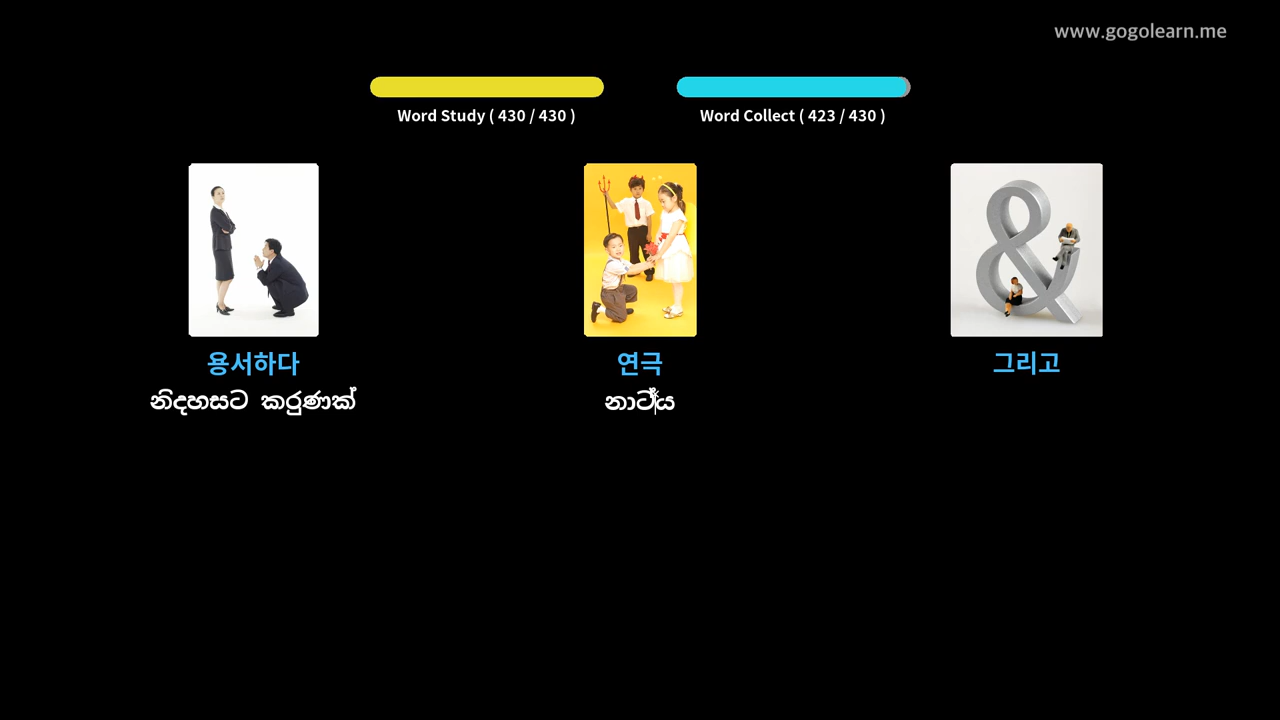 www.gogolearn.me
Word Study ( 430 / 430 )
Word Collect ( 423 / 430 )
용서하다
연극
그리고
නිදහසට කරුණක්
නාට්‍ය